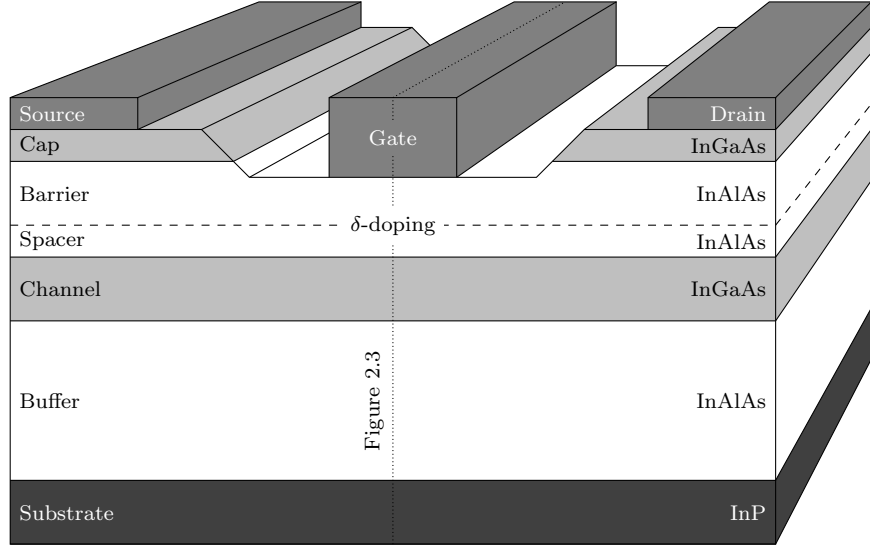 Source
Gate
Drain
Cap
InGaAs
Barrier
InAlAs
δ-doping
Spacer
InAlAs
Channel
InGaAs
Figure 2.3
Buffer
InAlAs
Substrate
InP